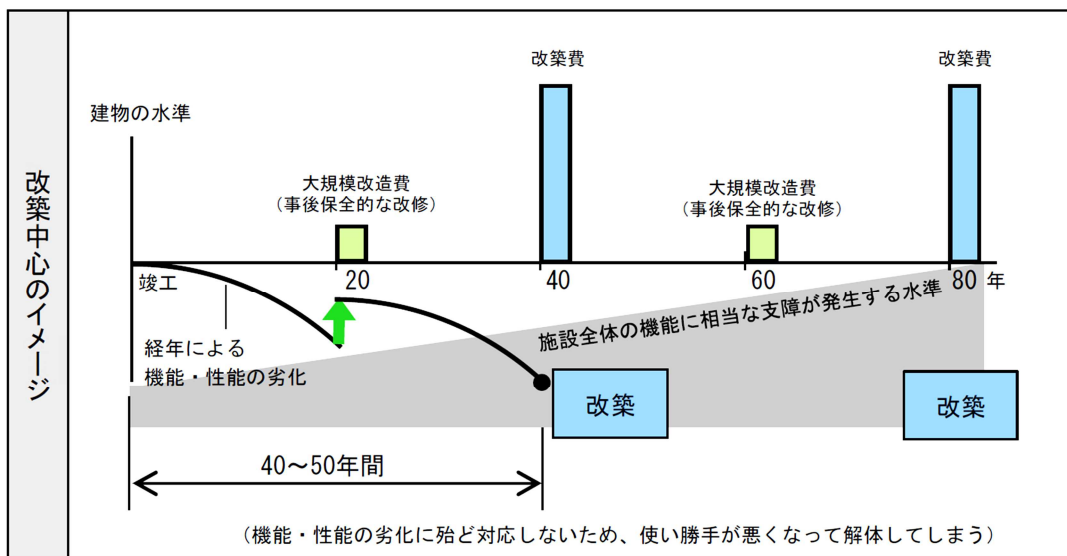 改築中心のイメージ
建物の水準
改築費
改築費
大規模改造費
（事後保全的な改修）
大規模改造費
（事後保全的な改修）
竣工
20
40
60
80 年
経年による
機能・性能の劣化
施設全体の機能に相当な支障が発生する水準
改築
改築
40～50年間
（機能・性能の劣化に殆ど対応しないため、使い勝手が悪くなって解体してしまう）